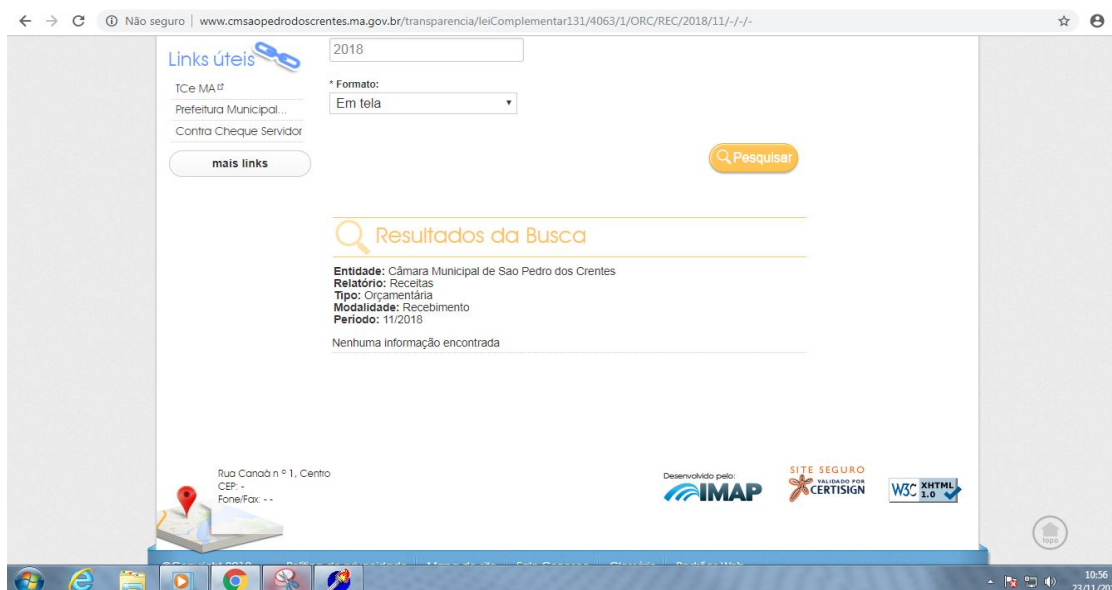 Não seguro | www.cmsaopedrodoscrentes.ma.gov.br/transparencia/leiComplementar131/4063/1/ORC/REC/2018/11/-/-/-
Links úteis
TCe MA
Prefeitura Municipal...
Contra Cheque Servidor
mais links
2018
* Formato:
Em tela
Pesquisar
Resultados da Busca
Entidade: Câmara Municipal de Sao Pedro dos Crentes
Relatório: Receitas
Tipo: Orçamentária
Modalidade: Recebimento
Período: 11/2018
Nenhuma informação encontrada
Rua Canaã n º 1, Centro
CEP: -
Fone/Fax: - -
Desenvolvido pelo:
IMAP
SITE SEGURO
VALIDADO POR
CERTISIGN
W3C XHTML 1.0
topo
10:56
23/11/20